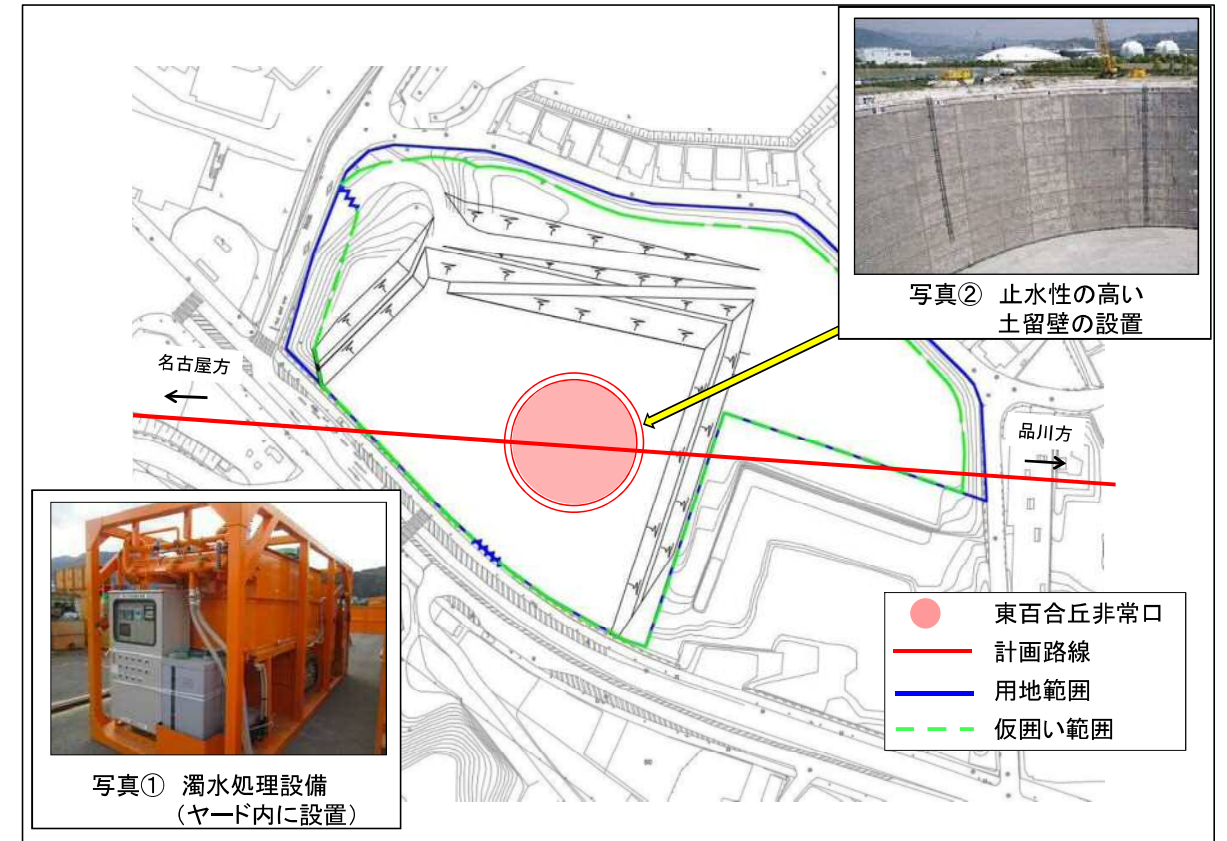 写真② 止水性の高い
土留壁の設置
名古屋方
←
品川方
→
東百合丘非常口
計画路線
用地範囲
仮囲い範囲
写真① 濁水処理設備
（ヤード内に設置）